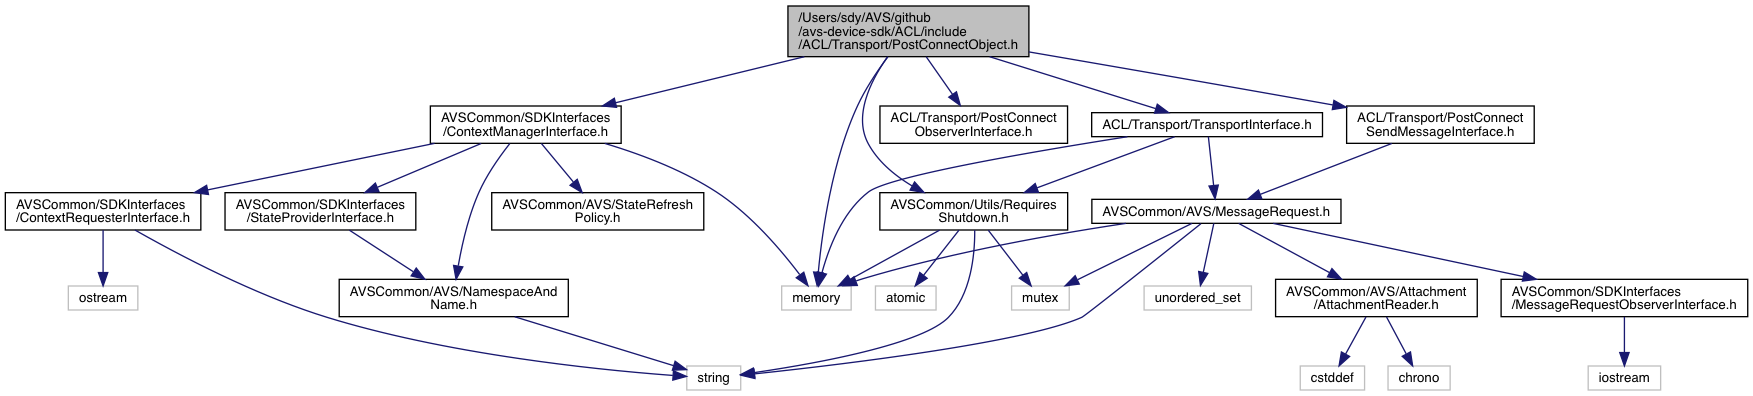 /Users/sdy/AVS/github
/avs-device-sdk/ACL/include
/ACL/Transport/PostConnectObject.h
AVSCommon/SDKInterfaces
/ContextManagerInterface.h
ACL/Transport/PostConnect
ObserverInterface.h
ACL/Transport/TransportInterface.h
ACL/Transport/PostConnect
SendMessageInterface.h
AVSCommon/SDKInterfaces
/ContextRequesterInterface.h
AVSCommon/SDKInterfaces
/StateProviderInterface.h
AVSCommon/AVS/StateRefresh
Policy.h
AVSCommon/Utils/Requires
Shutdown.h
AVSCommon/AVS/MessageRequest.h
ostream
AVSCommon/AVS/NamespaceAnd
Name.h
memory
atomic
mutex
unordered_set
AVSCommon/AVS/Attachment
/AttachmentReader.h
AVSCommon/SDKInterfaces
/MessageRequestObserverInterface.h
string
cstddef
chrono
iostream